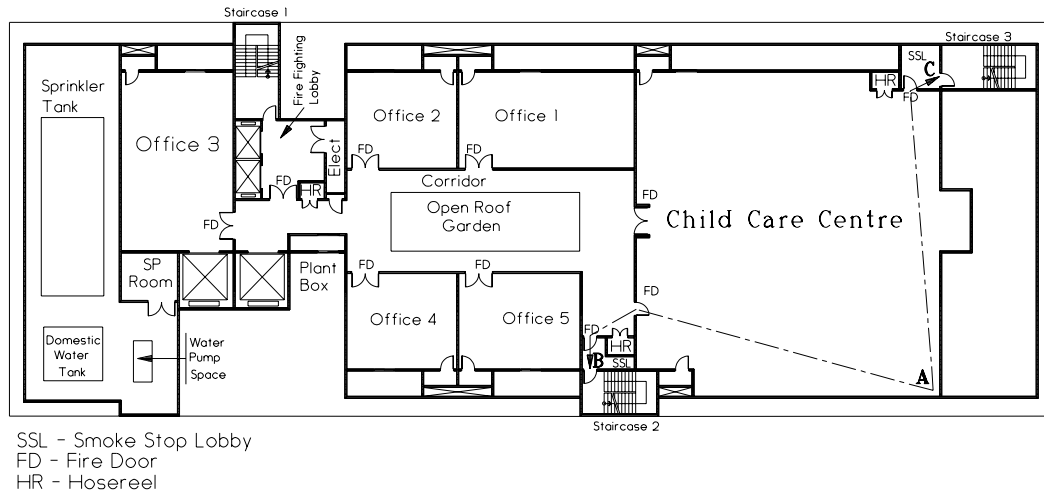 Staircase 1
Staircase 3
Sprinkler
Tank
Fire Fighting
Lobby
SSL
C
HR
FD
Office 3
Office 2
Office 1
Elect
FD
FD
FD
HR
Corridor
FD
Open Roof
Garden
FD
Child Care Centre
FD
SP
Room
Plant
Box
FD
FD
FD
Office 4
Office 5
FD
Domestic
Water
Tank
Water
Pump
Space
HR
B
SSL
A
Staircase 2
SSL - Smoke Stop Lobby
FD - Fire Door
HR - Hosereel